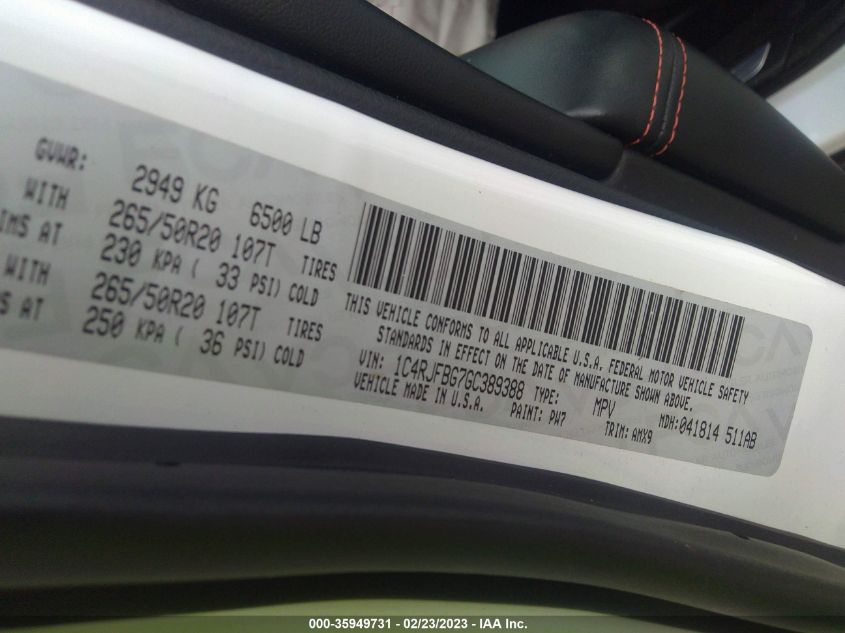 GVWR: 2949 KG 6500 LB
WITH 265/50R20 107T TIRES
IMS AT 230 KPA ( 33 PSI) COLD
WITH 265/50R20 107T TIRES
MS AT 250 KPA ( 36 PSI) COLD
THIS VEHICLE CONFORMS TO ALL APPLICABLE U.S.A. FEDERAL MOTOR VEHICLE SAFETY
STANDARDS IN EFFECT ON THE DATE OF MANUFACTURE SHOWN ABOVE.
VIN: 1C4RJFBG7GC389388 TYPE: MPV MDH:041814 511AB
VEHICLE MADE IN U.S.A. PAINT: PW7 TRIM: AMX9
000-35949731 - 02/23/2023 - IAA Inc.